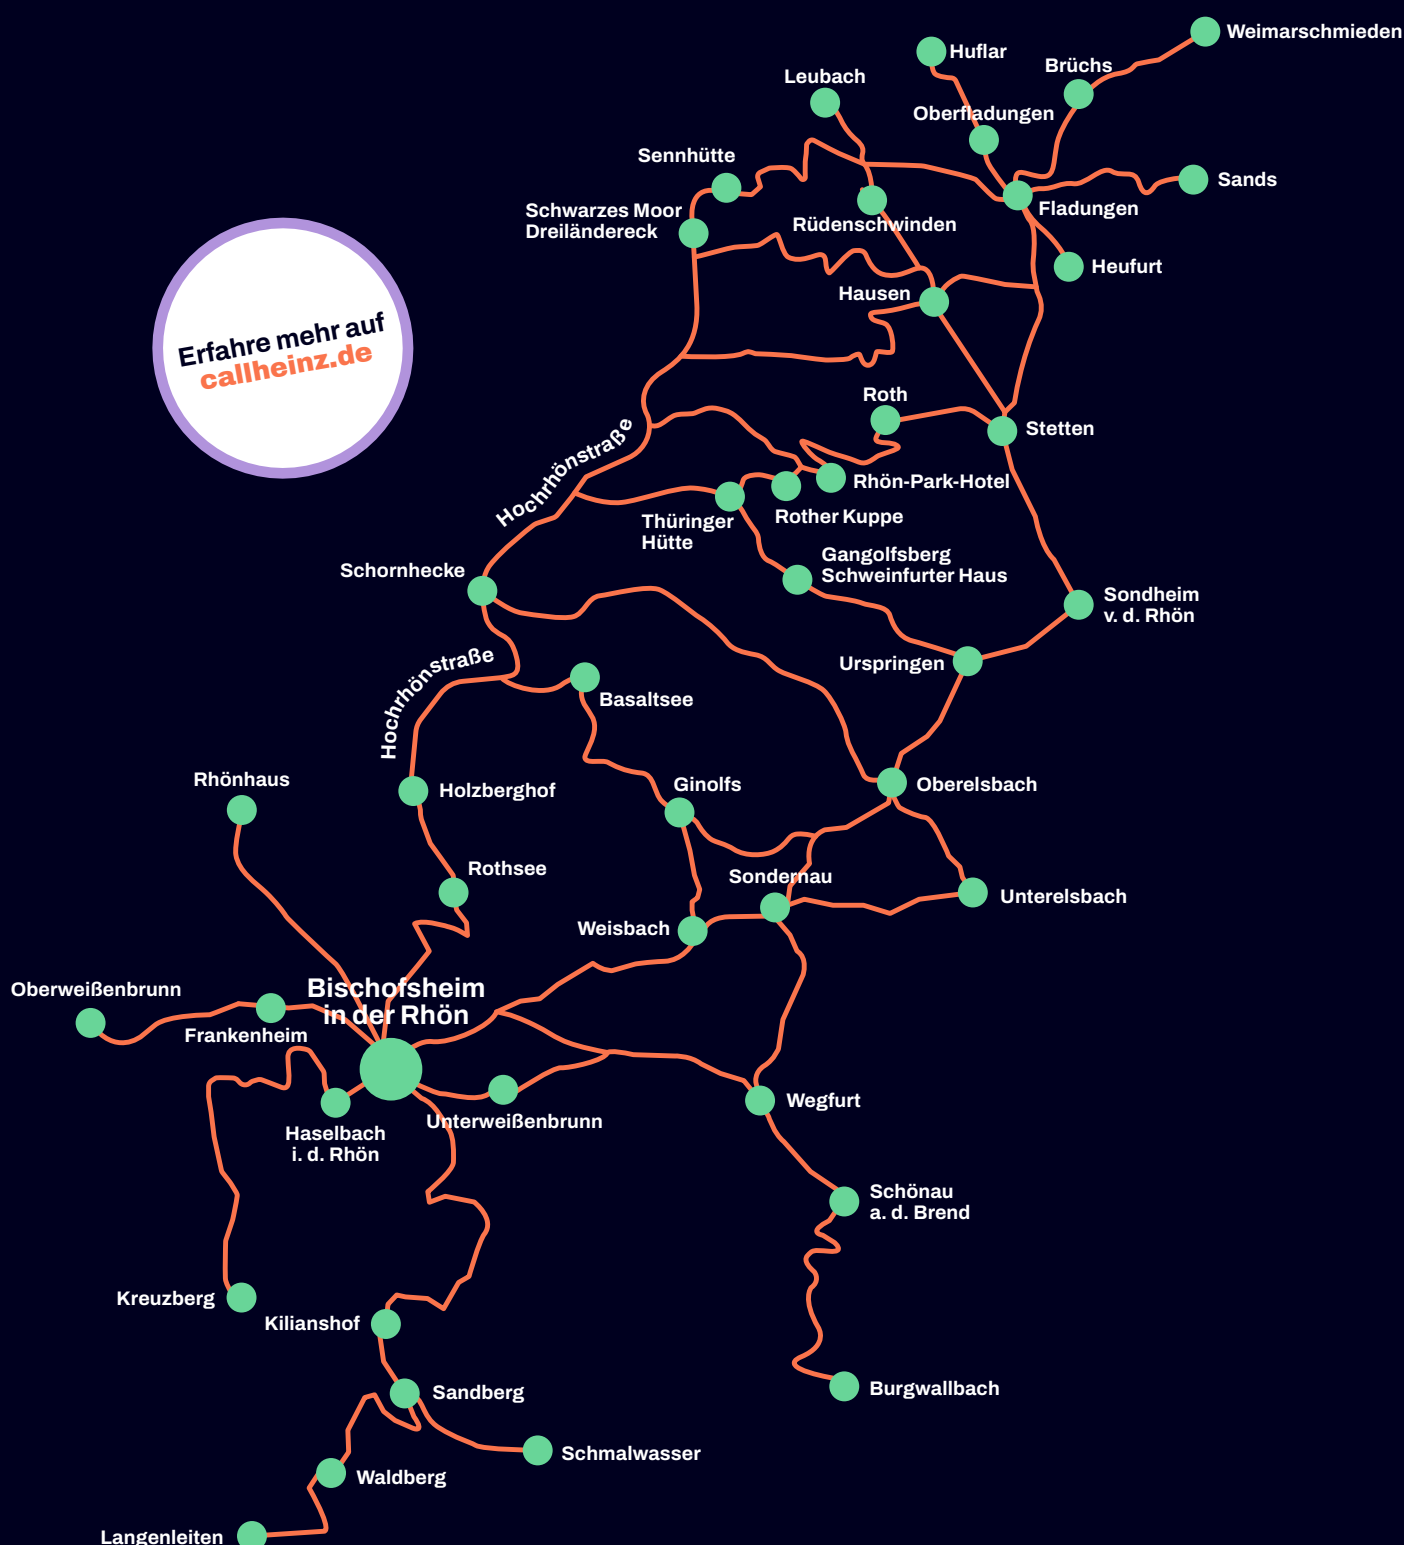 Weimarschmieden
Huflar
Brüchs
Leubach
Oberfladungen
Sennhütte
Sands
Schwarzes Moor
Dreiländereck
Fladungen
Rüdenschwinden
Heufurt
Hausen
Erfahre mehr auf
callheinz.de
Roth
Stetten
Hochrhönstraße
Rhön-Park-Hotel
Rother Kuppe
Thüringer
Hütte
Gangolfsberg
Schweinfurter Haus
Schornhecke
Sondheim
v. d. Rhön
Urspringen
Hochrhönstraße
Basaltsee
Rhönhaus
Holzberghof
Ginolfs
Oberelsbach
Rothsee
Sondernau
Unterelsbach
Weisbach
Oberweißenbrunn
Bischofsheim
in der Rhön
Frankenheim
Wegfurt
Unterweißenbrunn
Haselbach
i. d. Rhön
Schönau
a. d. Brend
Kreuzberg
Kilianshof
Burgwallbach
Sandberg
Schmalwasser
Waldberg
Langenleiten